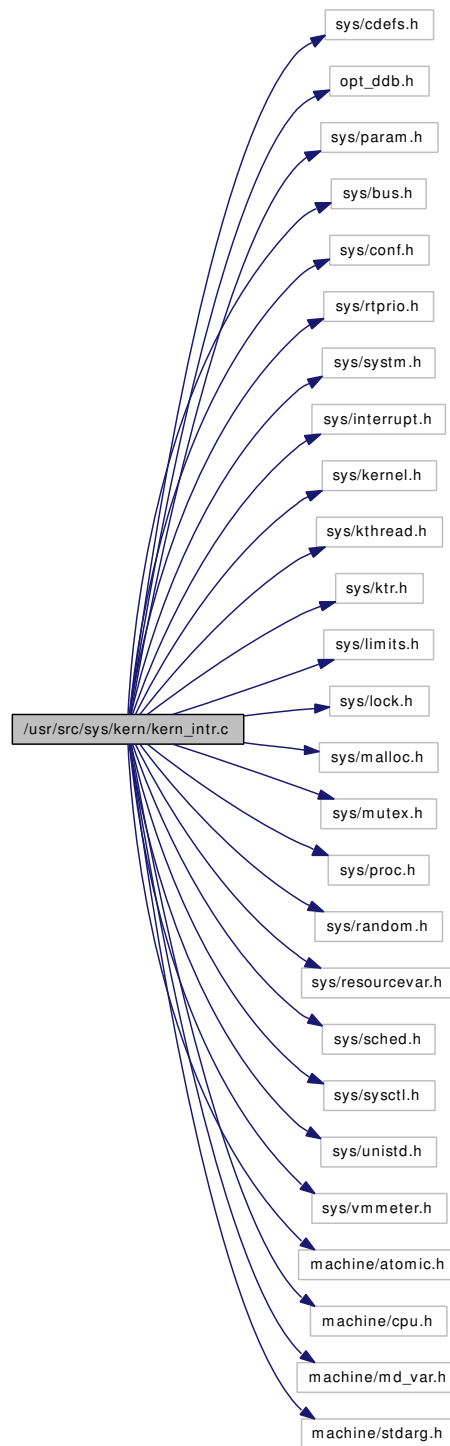 sys/cdefs.h
opt_ddb.h
sys/param.h
sys/bus.h
sys/conf.h
sys/rtprio.h
sys/systm.h
sys/interrupt.h
sys/kernel.h
sys/kthread.h
sys/ktr.h
sys/limits.h
sys/lock.h
/usr/src/sys/kern/kern_intr.c
sys/malloc.h
sys/mutex.h
sys/proc.h
sys/random.h
sys/resourcevar.h
sys/sched.h
sys/sysctl.h
sys/unistd.h
sys/vmmeter.h
machine/atomic.h
machine/cpu.h
machine/md_var.h
machine/stdarg.h